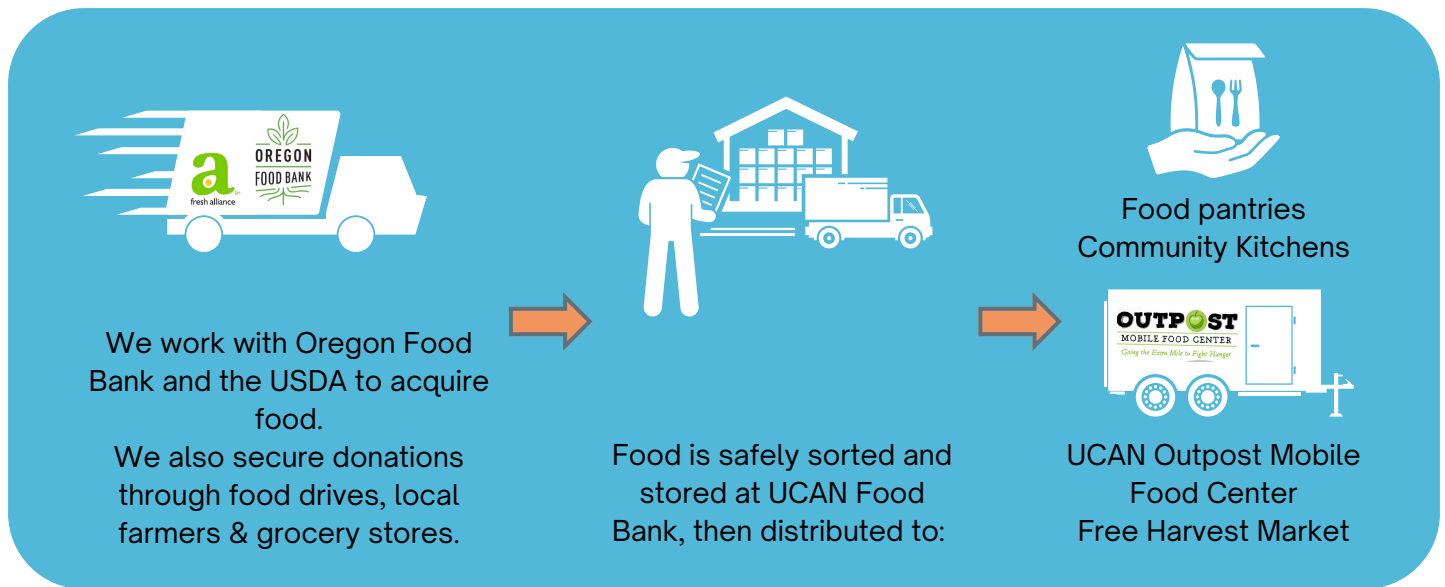 a
fresh alliance
OREGON
FOOD BANK
We work with Oregon Food
Bank and the USDA to acquire
food.
We also secure donations
through food drives, local
farmers & grocery stores.
Food is safely sorted and
stored at UCAN Food
Bank, then distributed to:
Food pantries
Community Kitchens
OUTPOST
MOBILE FOOD CENTER
Going the Extra Mile to Fight Hunger
UCAN Outpost Mobile
Food Center
Free Harvest Market